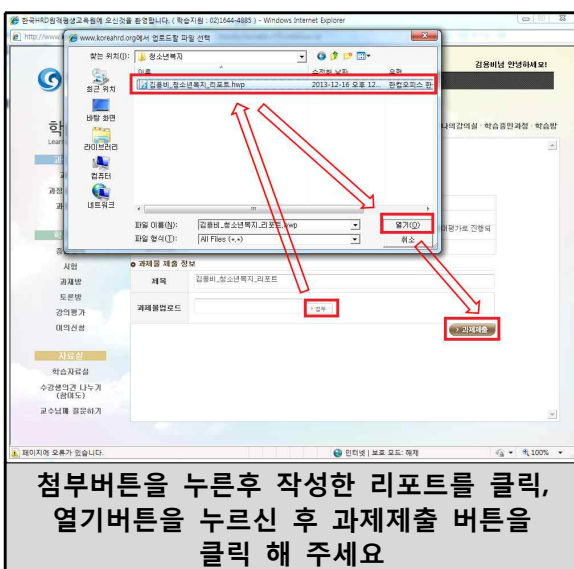 한국HRD원격평생교육원에 오신것을 환영합니다. ( 학습지원 : 02)1644-4885 ) - Windows Internet Explorer
http://www.
www.koreahrd.org에서 업로드할 파일 선택
찾는 위치(I):
청소년복지
김용비님 안녕하세요!
이름
수정한 날짜
유형
김용비_청소년복지_리포트.hwp
2013-12-16 오후 12...
한컴오피스 한
최근 위치
바탕 화면
라이브러리
컴퓨터
네트워크
나의강의실 · 학습중인과정 · 학습방
파일 이름(N):
김용비_청소년복지_리포트.hwp
열기(O)
파일 형식(T):
All Files (*.*)
취소
시험
과제방
토론방
강의평가
이의신청
과제물 제출 정보
제목
김용비_청소년복지_리포트
과제물업로드
첨부
과제제출
자료실
학습자료실
수강생의견 나누기
(참여도)
교수님께 질문하기
페이지에 오류가 있습니다.
인터넷 | 보호 모드: 해제
100%
첨부버튼을 누른후 작성한 리포트를 클릭,
열기버튼을 누르신 후 과제제출 버튼을
클릭 해 주세요